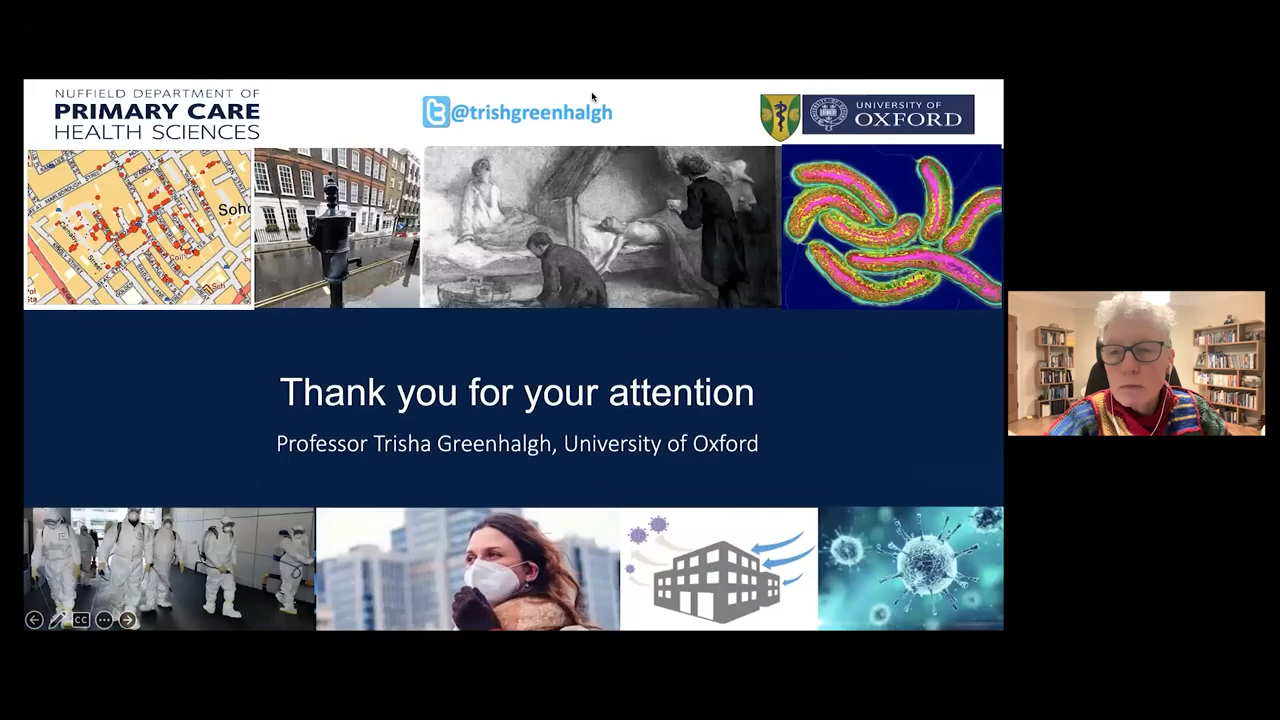 NUFFIELD DEPARTMENT OF
PRIMARY CARE
HEALTH SCIENCES
@trishgreenhalgh
UNIVERSITY OF
OXFORD
Soho
Thank you for your attention
Professor Trisha Greenhalgh, University of Oxford
CC